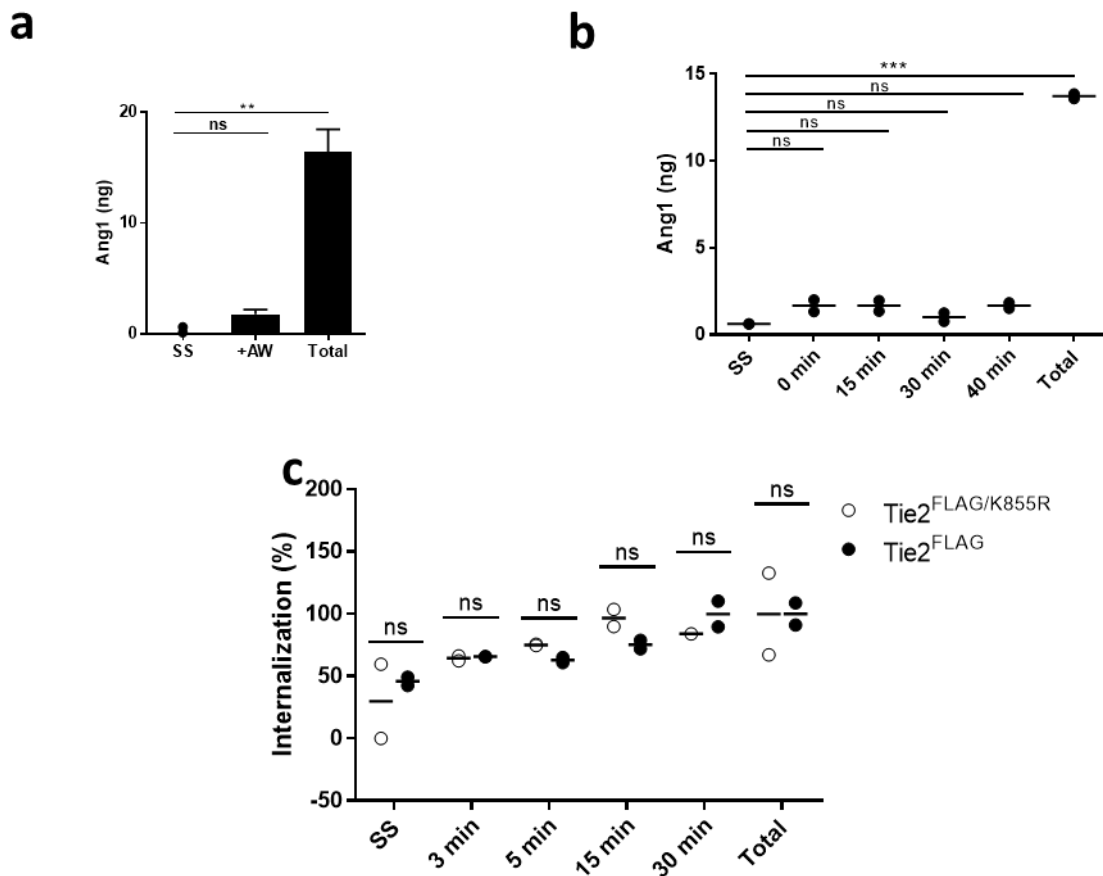 a
**
ns
20
10
0
Ang1 (ng)
SS +AW Total
b
***
ns
ns
ns
ns
15
10
5
0
Ang1 (ng)
SS 0 min 15 min 30 min 40 min Total
c
ns
ns
ns
ns
ns
ns
200
150
100
50
0
-50
Internalization (%)
SS 3 min 5 min 15 min 30 min Total
Tie2FLAG/K855R
Tie2FLAG